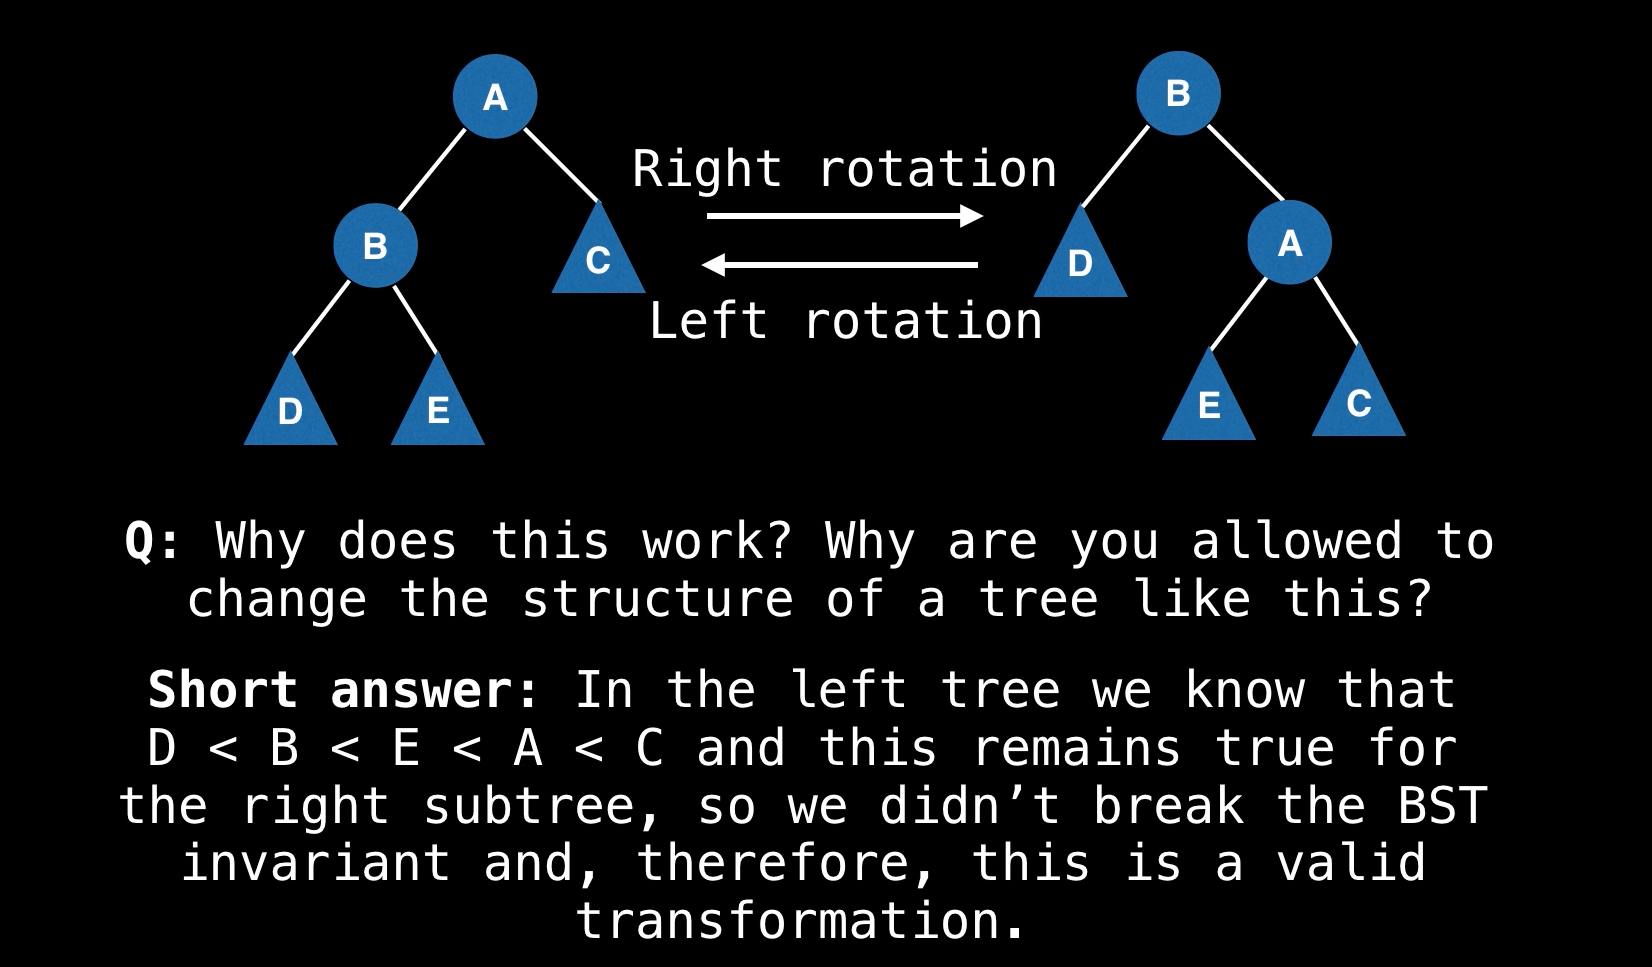 A
B
C
D
E
Right rotation
Left rotation
B
D
A
E
C
Q: Why does this work? Why are you allowed to
change the structure of a tree like this?
Short answer: In the left tree we know that
D < B < E < A < C and this remains true for
the right subtree, so we didn’t break the BST
invariant and, therefore, this is a valid
transformation.